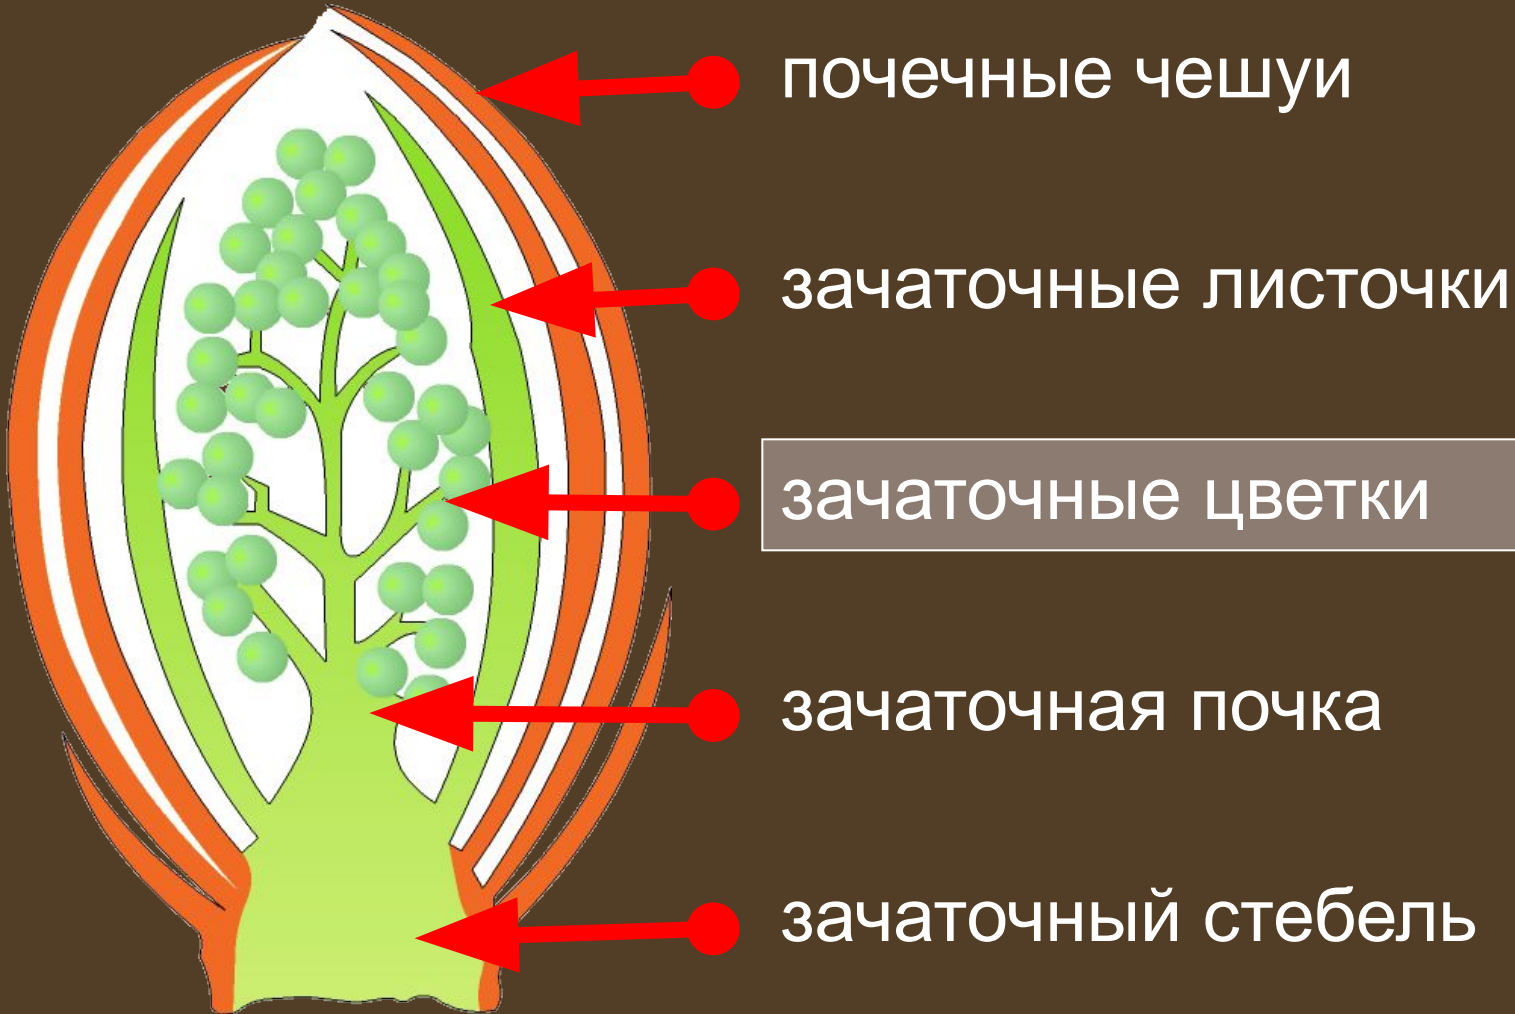 почечные чешуи
зачаточные листочки
зачаточные цветки
зачаточная почка
зачаточный стебель